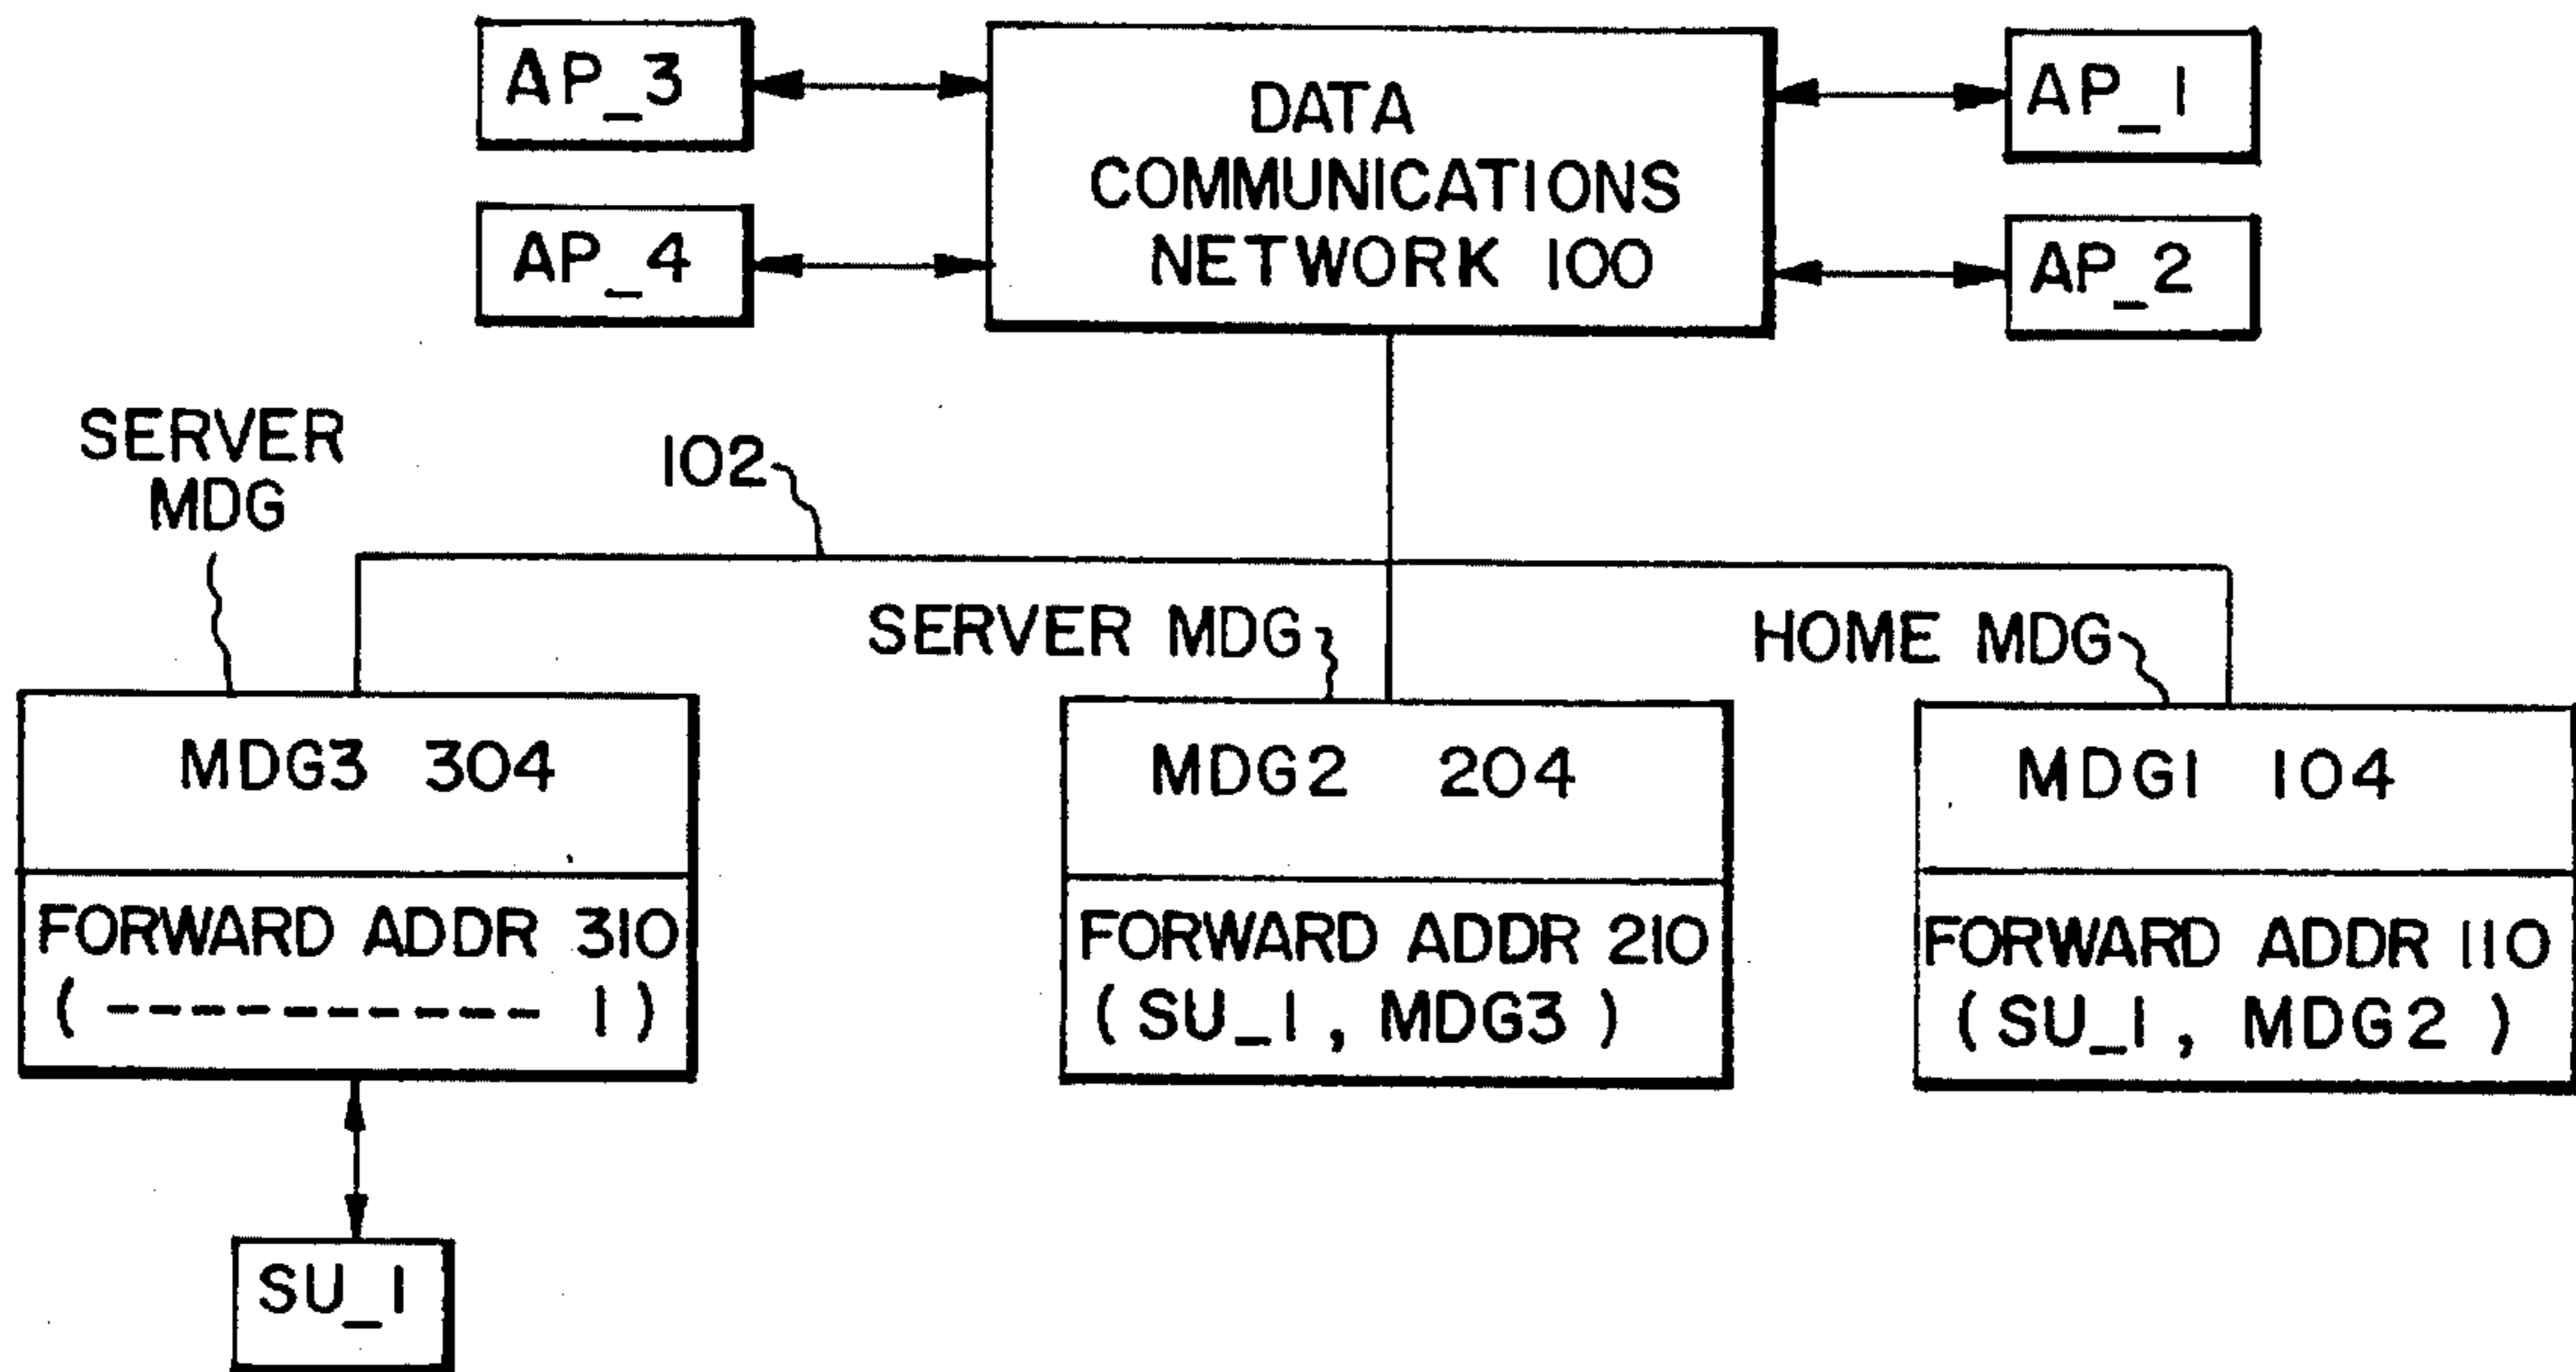 AP_3
AP_4
DATA
COMMUNICATIONS
NETWORK 100
AP_1
AP_2
102
SERVER
MDG
SERVER MDG
HOME MDG
MDG3 304
FORWARD ADDR 310
( ---------- 1 )
MDG2 204
FORWARD ADDR 210
( SU_1 , MDG3 )
MDG1 104
FORWARD ADDR 110
( SU_1 , MDG2 )
SU_1